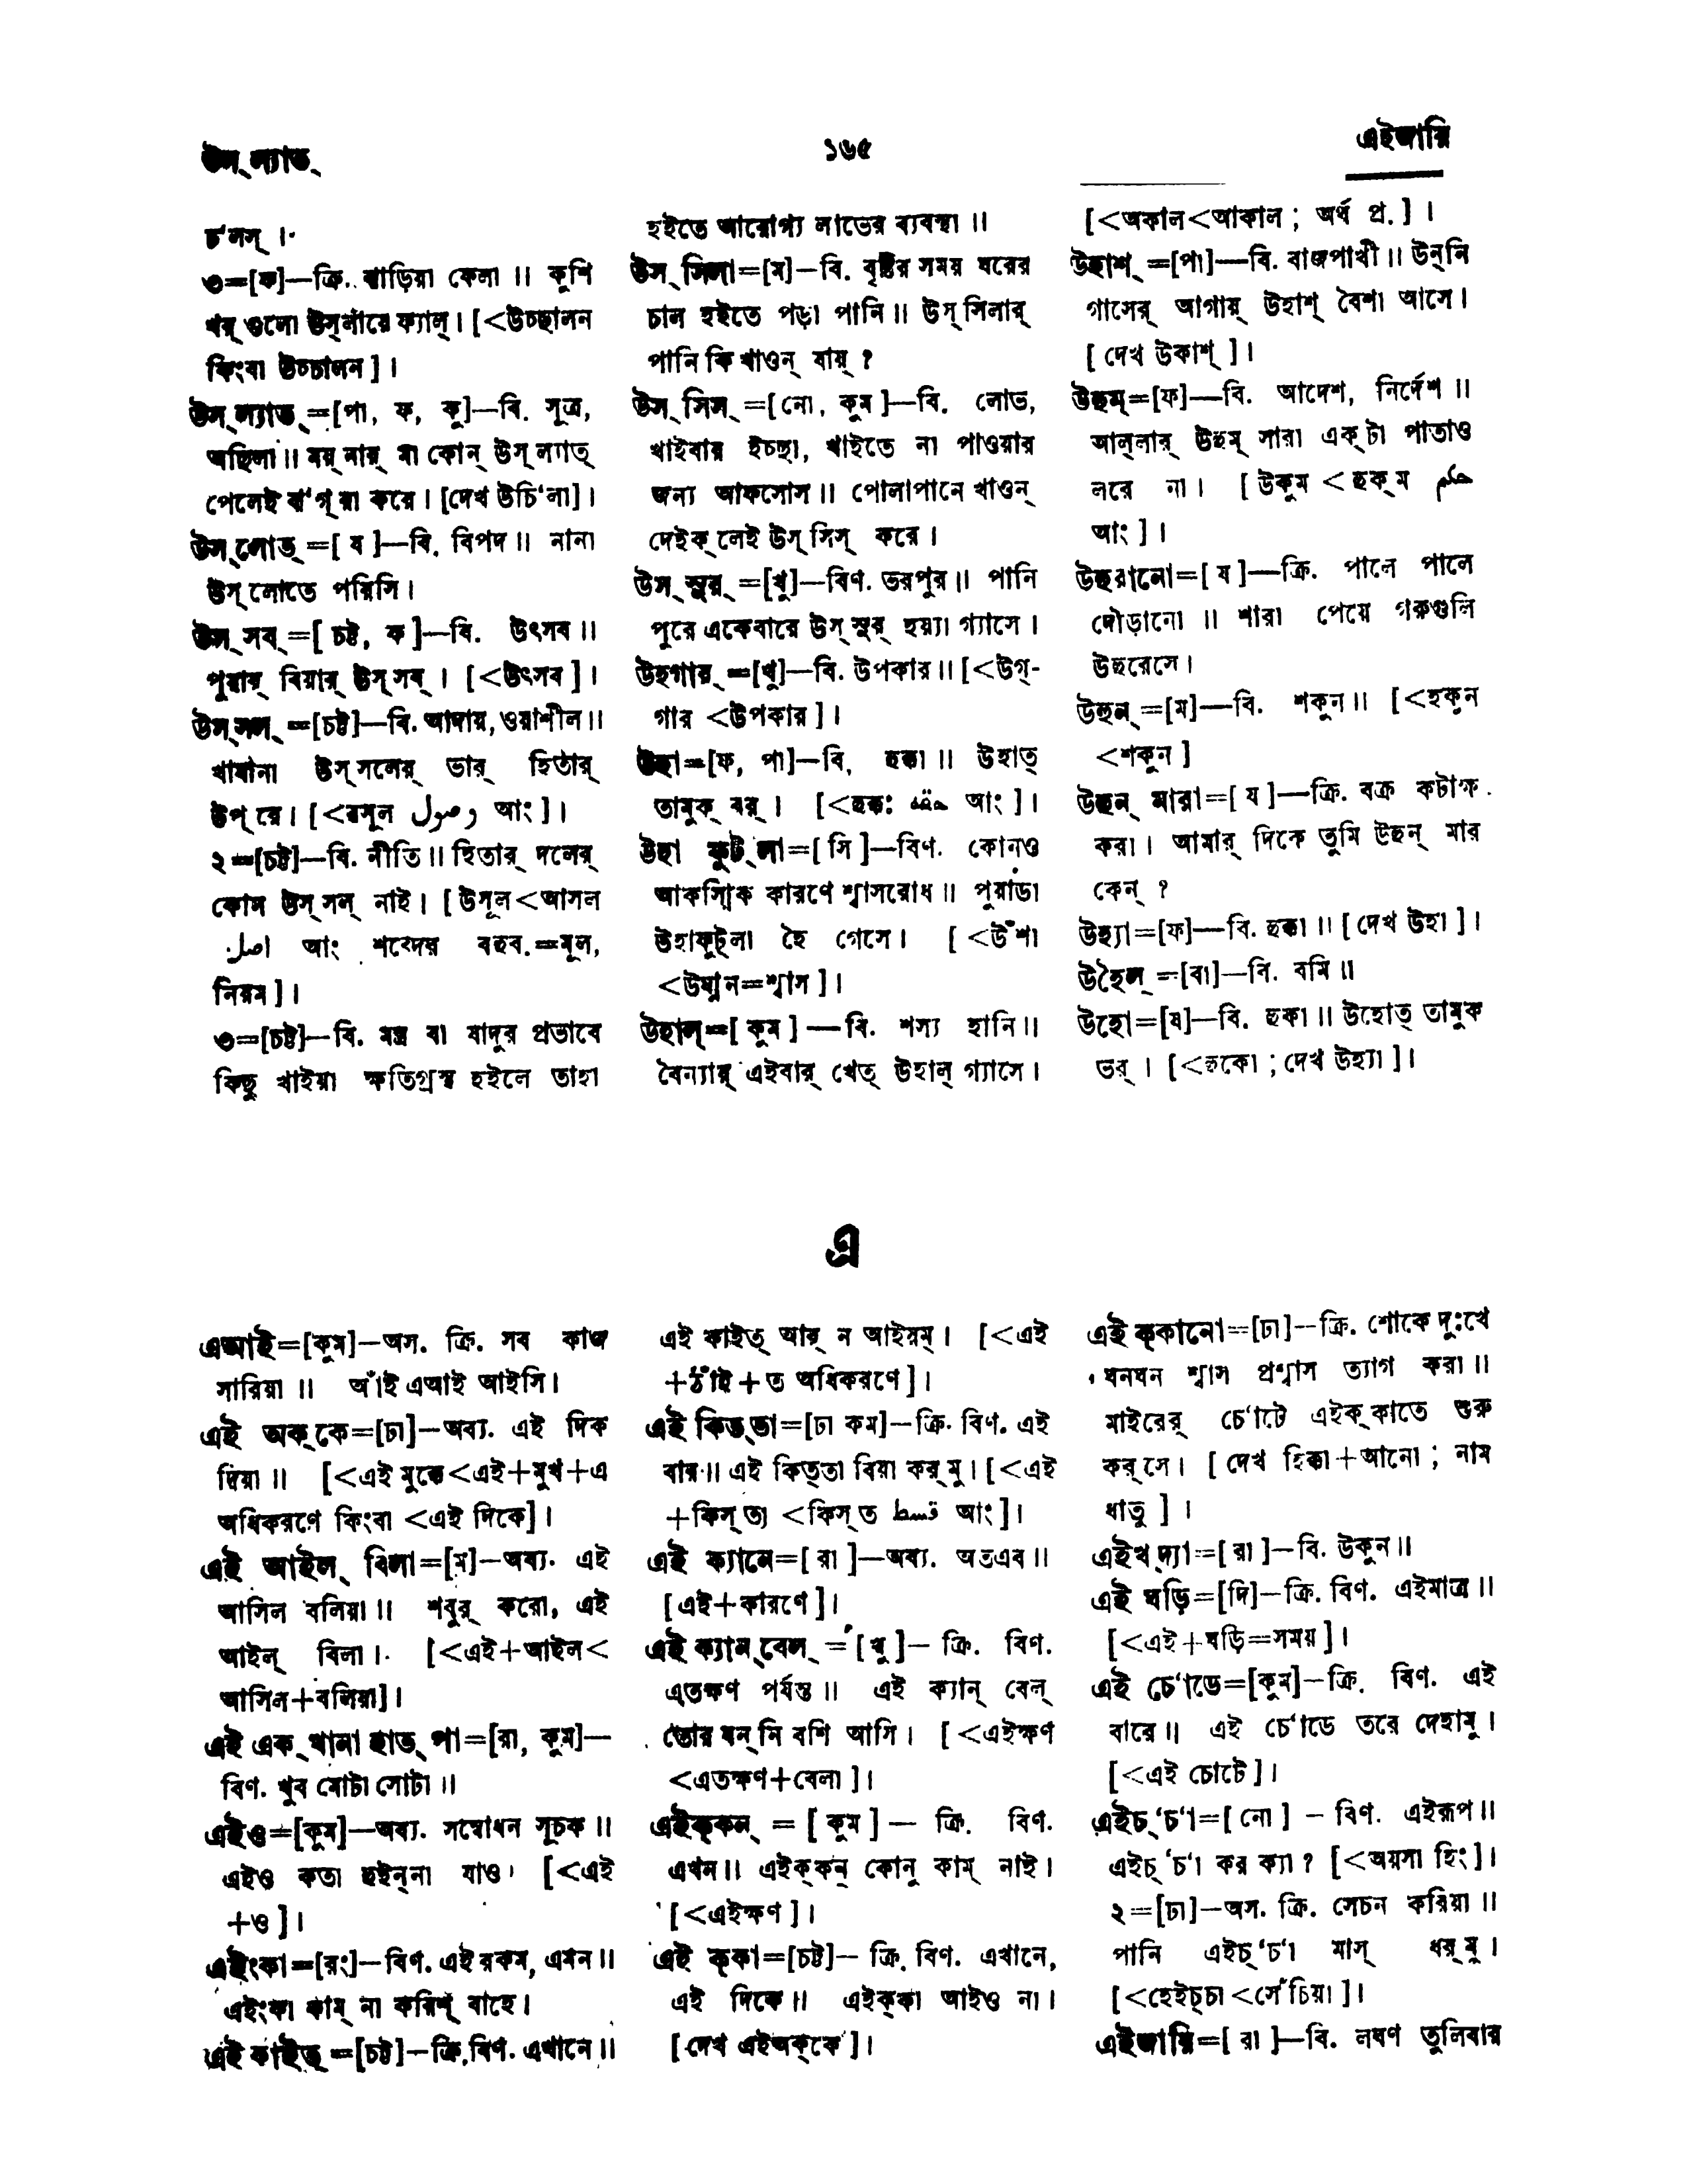 উস্ ল্যাত্
১৬৫
এইজারি
চ'লস্ ।
৩=[ফ]—ক্রি. ঝাড়িয়া ফেলা ॥ কুশি
খর্ গুলো উস্‌লায়ে ফ্যাল্ । [<উচ্ছালন
কিংবা উচচালন] ।
উস্ ল্যাত্ =[পা, ফ, কু]—বি. সূত্র,
অছিলা ॥ ময়্ নার্ মা কোন্ উস্ ল্যাত্
পেলেই ঝ'গ্ রা করে । [দেখ উচি'লা] ।
উস্ লোত্ =[ য ]—বি. বিপদ ॥ নানা
উস্ লোতে পরিসি ।
উস্ সব্ =[ চট্ট, ক ]—বি. উৎসব ॥
পুয়ার্ বিয়ার্ উস্ সব্ । [<উৎসব] ।
উস্ সল্ =[চট্ট]—বি. আদায়, ওয়াশীল ॥
খাযানা উস্ সলের্ ভার্ হিতার্
উপ্ রে । [<বসূল وصول আং] ।
২=[চট্ট]—বি. নীতি ॥ হিতার্ দলের্
কোন উস্ সল্ নাই । [ উসূল<আসল
اصل আং শব্দের বহুব.=মূল,
নিয়ম] ।
৩=[চট্ট]—বি. মন্ত্র বা যাদুর প্রভাবে
কিছু খাইয়া ক্ষতিগ্রস্থ হইলে তাহা
হইতে আরোগ্য লাভের ব্যবস্থা ॥
উস্ সিলা=[ম]—বি. বৃষ্টির সময় ঘরের
চাল হইতে পড়া পানি ॥ উস্ সিলার্
পানি কি খাওন্ যায়্ ?
উস্ সিস্ =[ নো, কুম ]—বি. লোভ,
খাইবার ইচছা, খাইতে না পাওয়ার
জন্য আফসোস ॥ পোলাপানে খাওন্
দেইক্ লেই উস্ সিস্ করে ।
উস্ সুর্ =[খু]—বিণ. ভরপুর ॥ পানি
পুরে একেবারে উস্ সুর্ হয়্যা গ্যাসে ।
উহগার্ =[খু]—বি. উপকার ॥ [<উগ্-
গার <উপকার] ।
উহা=[ফ, পা]—বি. হুক্কা ॥ উহাত্
তামুক্ বর্ । [<হুক্কঃ حقه আং ] ।
উহা ফুট্ লা=[ সি ]—বিণ. কোনও
আকস্মিক কারণে শ্বাসরোধ ॥ পুয়াডা
উহাফুট্‌লা হৈ গেসে । [ <উঁশা
<উষ্মান=শ্বাস ] ।
উহাল্=[ কুম ] —বি. শস্য হানি ॥
বৈন্যার্ এইবার্ খেত্ উহাল্ গ্যাসে ।
[<অকাল<আকাল ; অর্থ প্র. ] ।
উহাশ্ =[পা]—বি. বাজপাখী ॥ উন্‌নি
গাসের্ আগায়্ উহাশ্ বৈশা আসে ।
[ দেখ উকাশ্ ] ।
উহুম্=[ফ]—বি. আদেশ, নির্দেশ ॥
আল্‌লার্ উহুম্ সারা এক্ টা পাতাও
লরে না । [ উকুম < হুক্ ম حكم
আং ] ।
উহুরানো=[ য ]—ক্রি. পালে পালে
দৌড়ানো ॥ শারা পেয়ে গরুগুলি
উহুরেসে ।
উহুন্ =[ম]—বি. শকুন ॥ [<হকুন
<শকুন ]
উহুন্ মারা=[ য ]—ক্রি. বক্র কটাক্ষ
করা । আমার্ দিকে তুমি উহুন্ মার
কেন্ ?
উহ্যা=[ফ]—বি. হুক্কা ॥ [ দেখ উহা ] ।
উহৈল্ =[বা]—বি. বমি ॥
উহো=[য]—বি. হুকা ॥ উহোত্ তামুক
ভর্ । [<হুকো ; দেখ উহ্যা ] ।
এ
এআই=[কুম]—অস. ক্রি. সব কাজ
সারিয়া ॥ আঁই এআই আইসি ।
এই অক্ কে=[ঢা]—অব্য. এই দিক
দিয়া ॥ [<এই মুক্কে<এই+মুখ+এ
অধিকরণে কিংবা <এই দিকে] ।
এই আইল্ বিলা=[ম]—অব্য. এই
আসিল বলিয়া ॥ শবুর্ করো, এই
আইল্ বিলা । [<এই+আইল<
আসিল+বলিয়া] ।
এই এক্ খানা হাত্ পা=[রা, কুম]—
বিণ. খুব মোটা সোটা ॥
এইও=[কুম]—অব্য. সম্বোধন সূচক ॥
এইও কতা হুইন্‌না যাও । [<এই
+ও ] ।
এইংকা=[রং]—বিণ. এই রকম, এমন ॥
এইংকা কাম্ না করিশ্ বাহে ।
এই কাইত্ =[চট্ট]—ক্রি. বিণ. এখানে ॥
এই কাইত্ আর্ ন আইয়ম্ । [<এই
+ঠাঁই+ত অধিকরণে] ।
এই কিত্ তা=[ঢা কম]—ক্রি. বিণ. এই
বার ॥ এই কিত্‌তা বিয়া কর্ মু । [<এই
+কিস্ ত্য <কিস্ ত قسط আং] ।
এই ক্যানে=[ রা ]—অব্য. অতএব ॥
[এই+কারণে] ।
এই ক্যান্ বেল্ =[ খু ]— ক্রি. বিণ.
এতক্ষণ পর্যন্ত ॥ এই ক্যান্ বেল্
তোর ঘন্ নি বশি আসি । [ <এইক্ষণ
<এতক্ষণ+বেলা ] ।
এইক্‌কন্ = [ কুম ] — ক্রি. বিণ.
এখন ॥ এইক্‌কন্ কোনু কাম্ নাই ।
[<এইক্ষণ ] ।
এই ক্‌কা=[চট্ট]— ক্রি. বিণ. এখানে,
এই দিকে ॥ এইক্‌কা আইও না ।
[দেখ এইঅক্‌কে ] ।
এই ক্‌কানো=[ঢা]—ক্রি. শোকে দুঃখে
ঘনঘন শ্বাস প্রশ্বাস ত্যাগ করা ॥
মাইরের্ চো'টে এইক্‌কাতে শুরু
কর্ সে । [ দেখ হিক্কা+আনো ; নাম
ধাতু ] ।
এইখ্ দ্যা=[ রা ]—বি. উকুন ॥
এই ঘড়ি=[দি]—ক্রি. বিণ. এইমাত্র ॥
[<এই+ঘড়ি=সময় ] ।
এই চো'ডে=[কুম]—ক্রি. বিণ. এই
বারে ॥ এই চো'ডে তরে দেহামু ।
[<এই চোটে ] ।
এইচ্ 'চা'=[ নো ] — বিণ. এইরূপ ॥
এইচ্ 'চা' কর ক্যা ? [<অয়সা হিং] ।
২=[ঢা]—অস. ক্রি. সেচন করিয়া ॥
পানি এইচ্ 'চা' মাস্ ধর্ মু ।
[<হেইচ্‌চা<সেঁচিয়া ] ।
এইজারি=[ রা ]—বি. লবণ তুলিবার